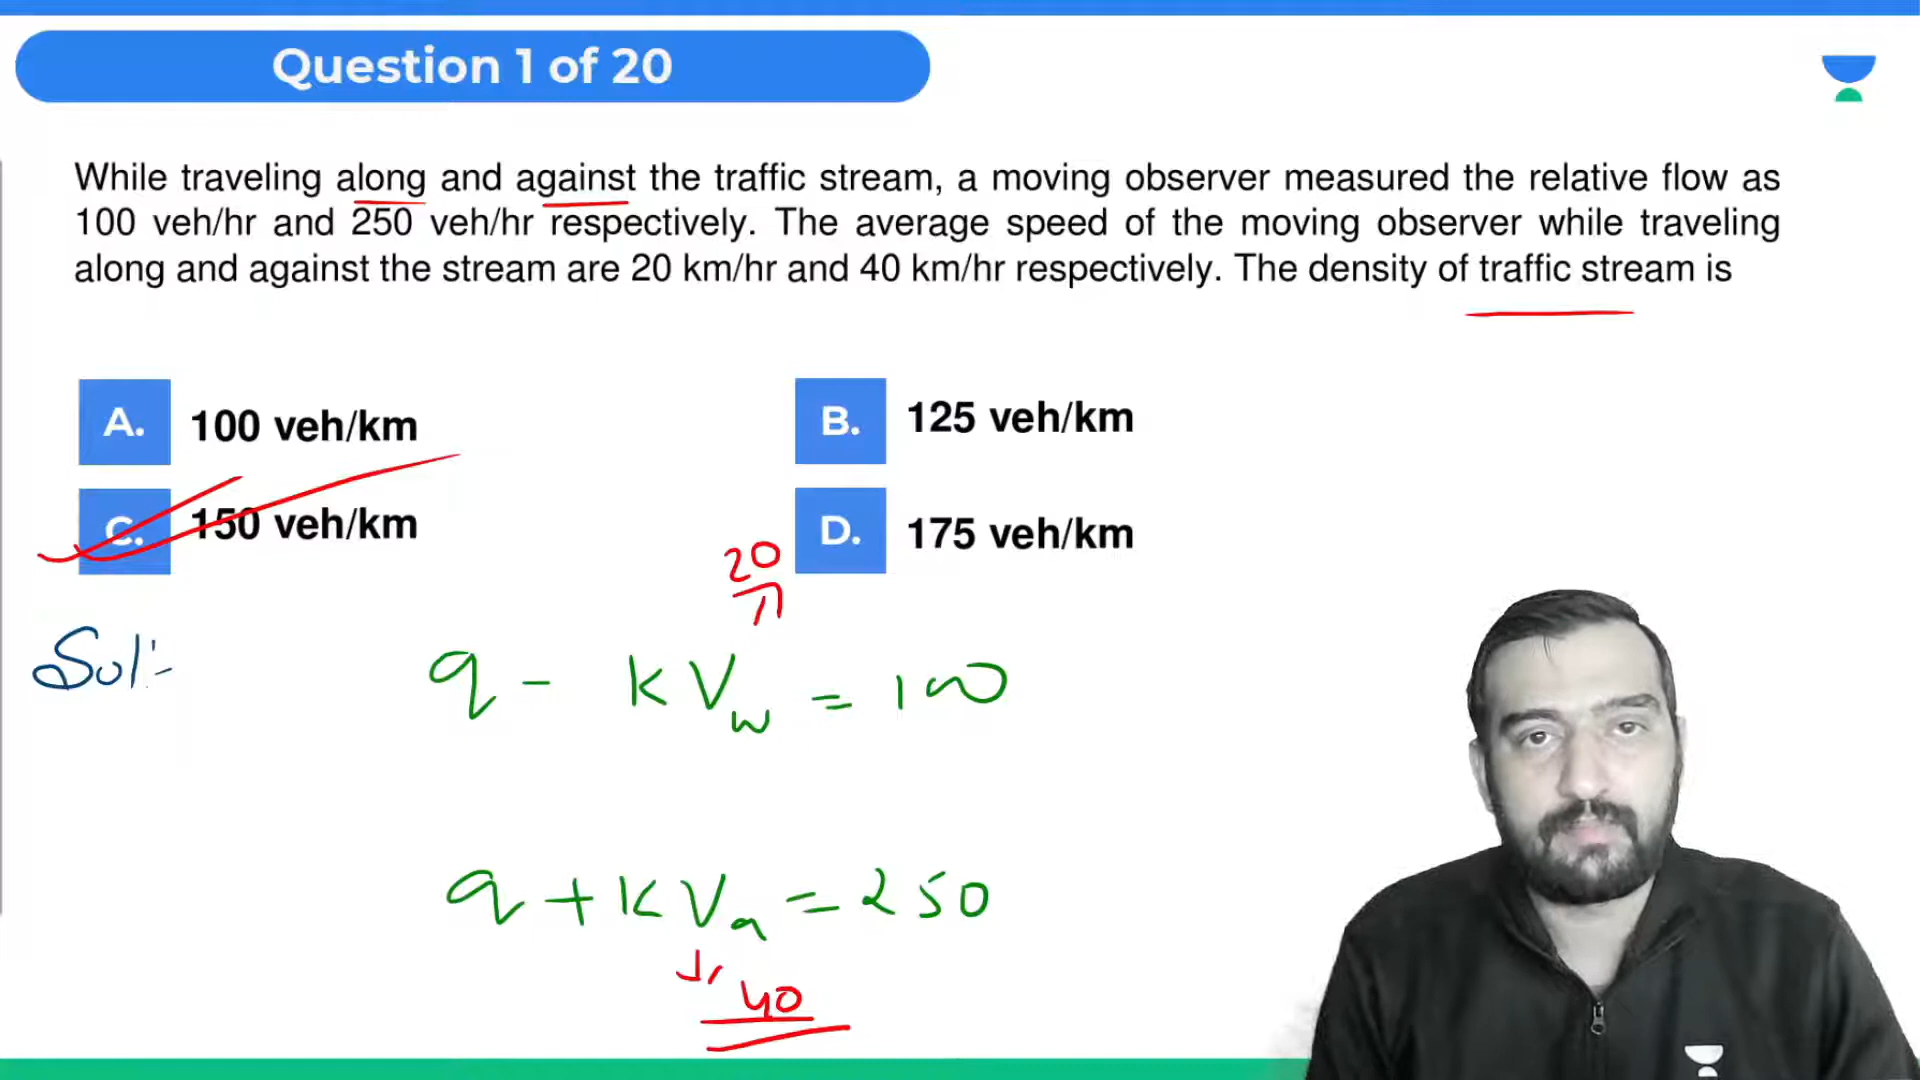 Question 1 of 20
While traveling along and against the traffic stream, a moving observer measured the relative flow as
100 veh/hr and 250 veh/hr respectively. The average speed of the moving observer while traveling
along and against the stream are 20 km/hr and 40 km/hr respectively. The density of traffic stream is
A. 100 veh/km
B. 125 veh/km
C. 150 veh/km
D. 175 veh/km
20
Sol:-
q - KVw = 100
q + KVa = 250
40